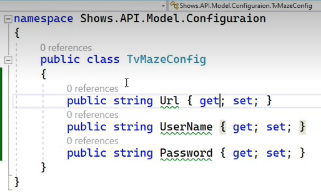 Shows.API.Model.Configuraion.TvMazeConfig
namespace Shows.API.Model.Configuraion
{
0 references
public class TvMazeConfig
{
0 references
public string Url { get; set; }
0 references
public string UserName { get; set; }
0 references
public string Password { get; set; }
}
}